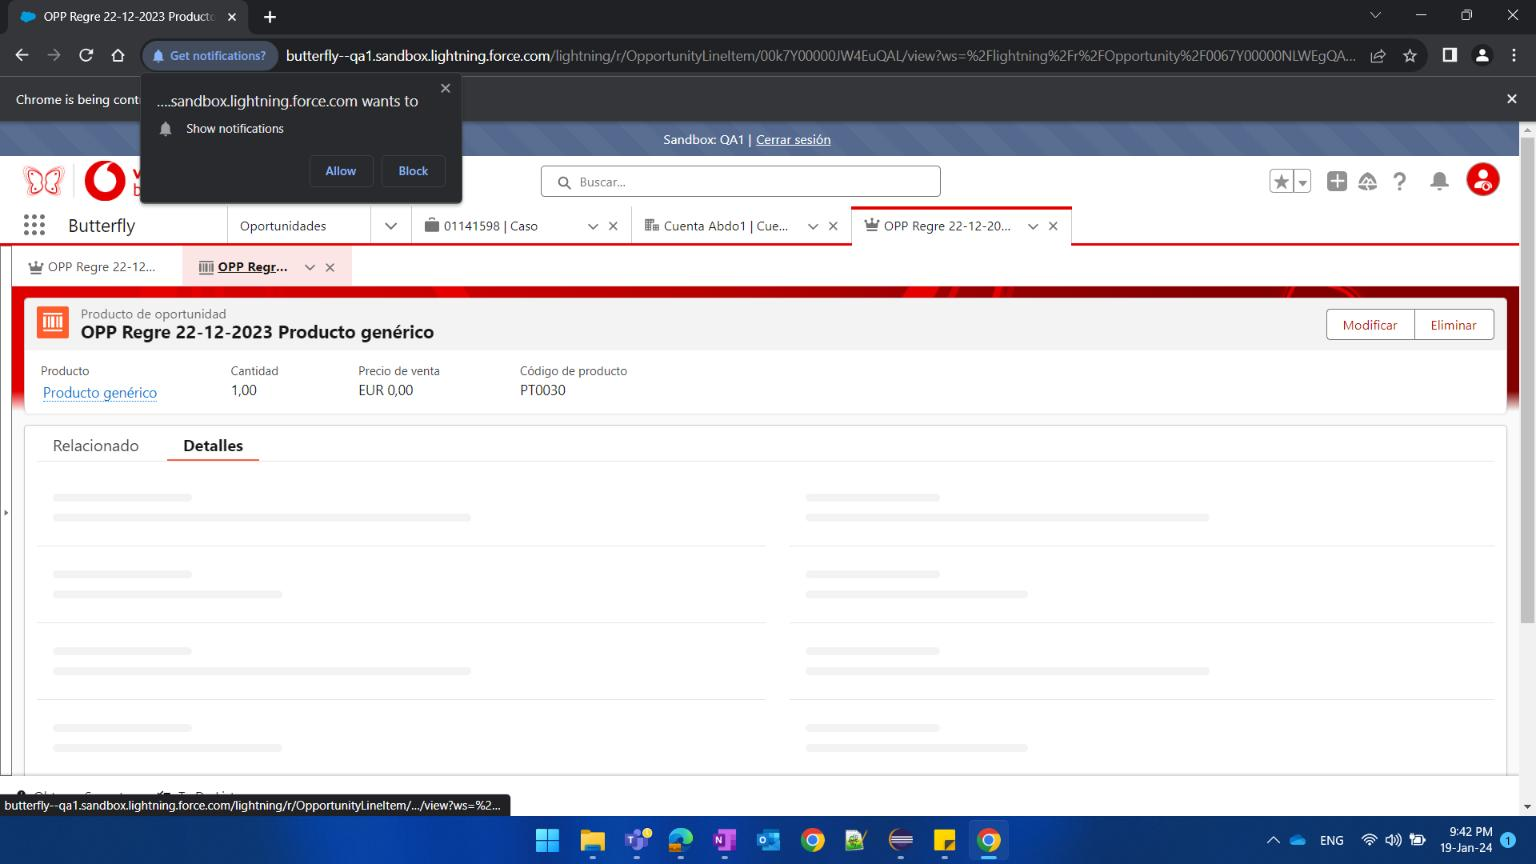 OPP Regre 22-12-2023 Producto
Get notifications?
butterfly--qa1.sandbox.lightning.force.com/lightning/r/OpportunityLineItem/00k7Y00000JW4EuQAL/view?ws=%2Flightning%2Fr%2FOpportunity%2F0067Y00000NLWEgQA...
Chrome is being cont
....sandbox.lightning.force.com wants to
Show notifications
Allow
Block
Sandbox: QA1 | Cerrar sesión
Buscar...
Butterfly
Oportunidades
01141598 | Caso
Cuenta Abdo1 | Cue...
OPP Regre 22-12-20...
OPP Regre 22-12...
OPP Regr...
Producto de oportunidad
OPP Regre 22-12-2023 Producto genérico
Modificar
Eliminar
Producto
Cantidad
Precio de venta
Código de producto
Producto genérico
1,00
EUR 0,00
PT0030
Relacionado
Detalles
butterfly--qa1.sandbox.lightning.force.com/lightning/r/OpportunityLineItem/.../view?ws=%2...
ENG
9:42 PM
19-Jan-24
1